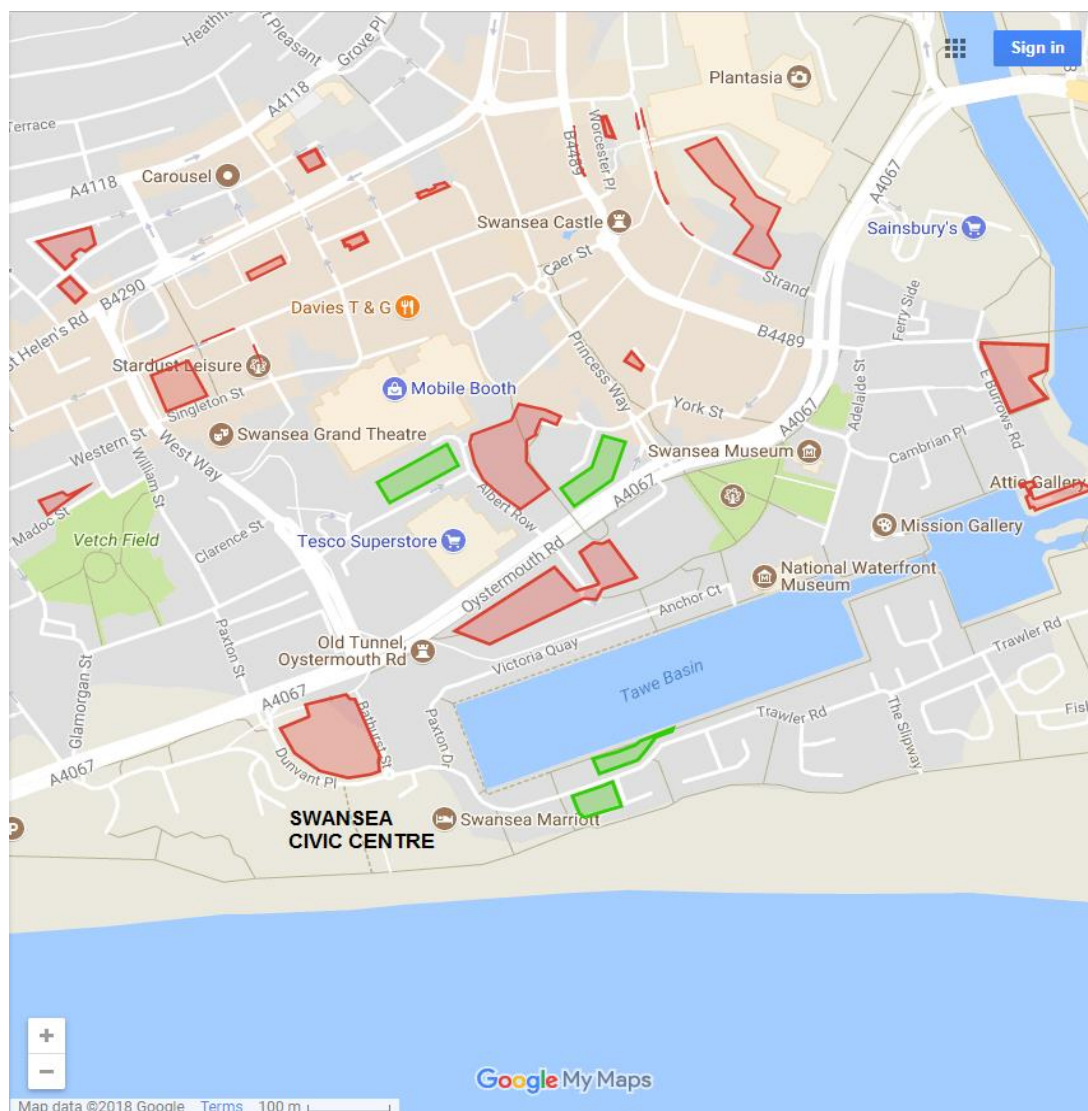 Sign in
Plantasia
Heathfi
Pleasant
Grove Pl
A4118
Terrace
Worcester Pl
B4489
A4067
Carousel
A4118
Swansea Castle
Sainsbury's
Caer St
Strand
Ferry Side
B4290
St Helen's Rd
Davies T & G
B4489
Stardust Leisure
Princess Way
E Burrows Rd
Mobile Booth
Singleton St
York St
Adelaide St
Western St
West Way
Swansea Grand Theatre
A4067
Cambrian Pl
William St
Swansea Museum
A4067
Attic Gallery
Madoc St
Albert Row
Mission Gallery
Vetch Field
Clarence St
Tesco Superstore
Oystermouth Rd
National Waterfront
Museum
Anchor Ct
Paxton St
Old Tunnel,
Oystermouth Rd
Victoria Quay
Trawler Rd
Tawe Basin
Glamorgan St
A4067
Bathurst St
Paxton Dr
Trawler Rd
The Slipway
Fis
A4067
Dunvant Pl
SWANSEA
CIVIC CENTRE
Swansea Marriott
P
+
−
Google My Maps
Map data ©2018 Google Terms 100 m